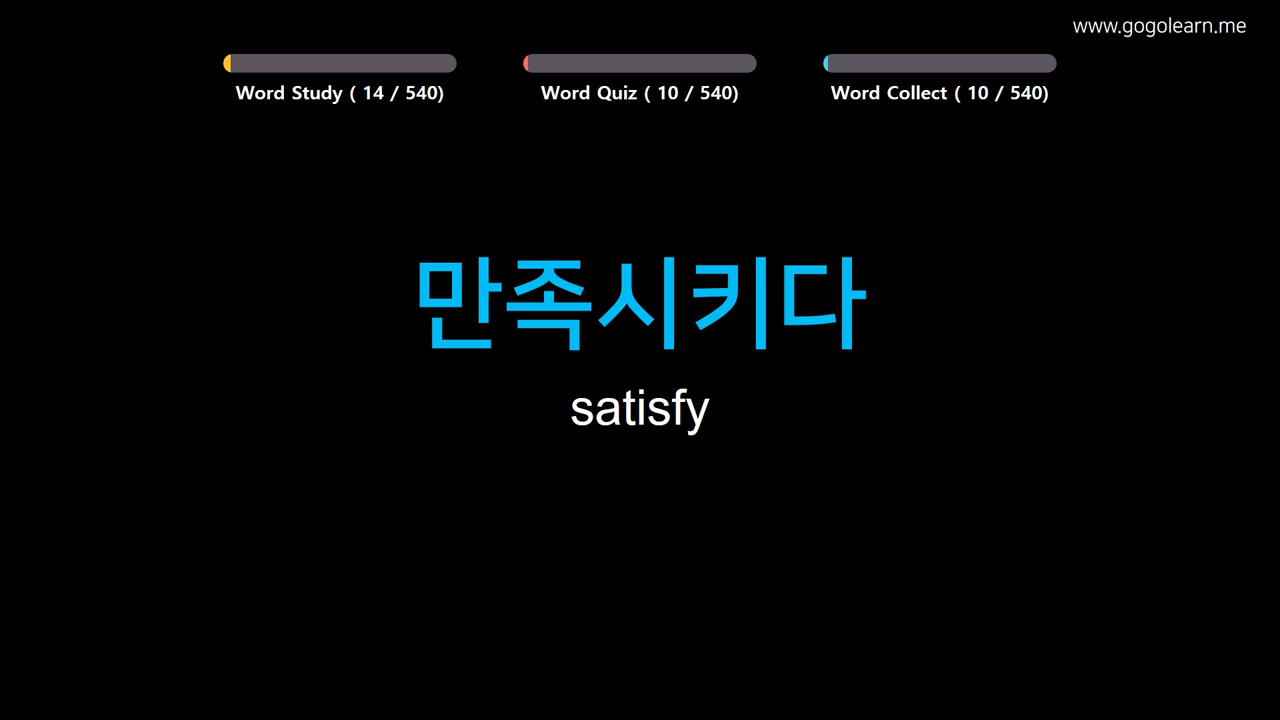 www.gogolearn.me
Word Study ( 14 / 540)
Word Quiz ( 10 / 540)
Word Collect ( 10 / 540)
만족시키다
satisfy